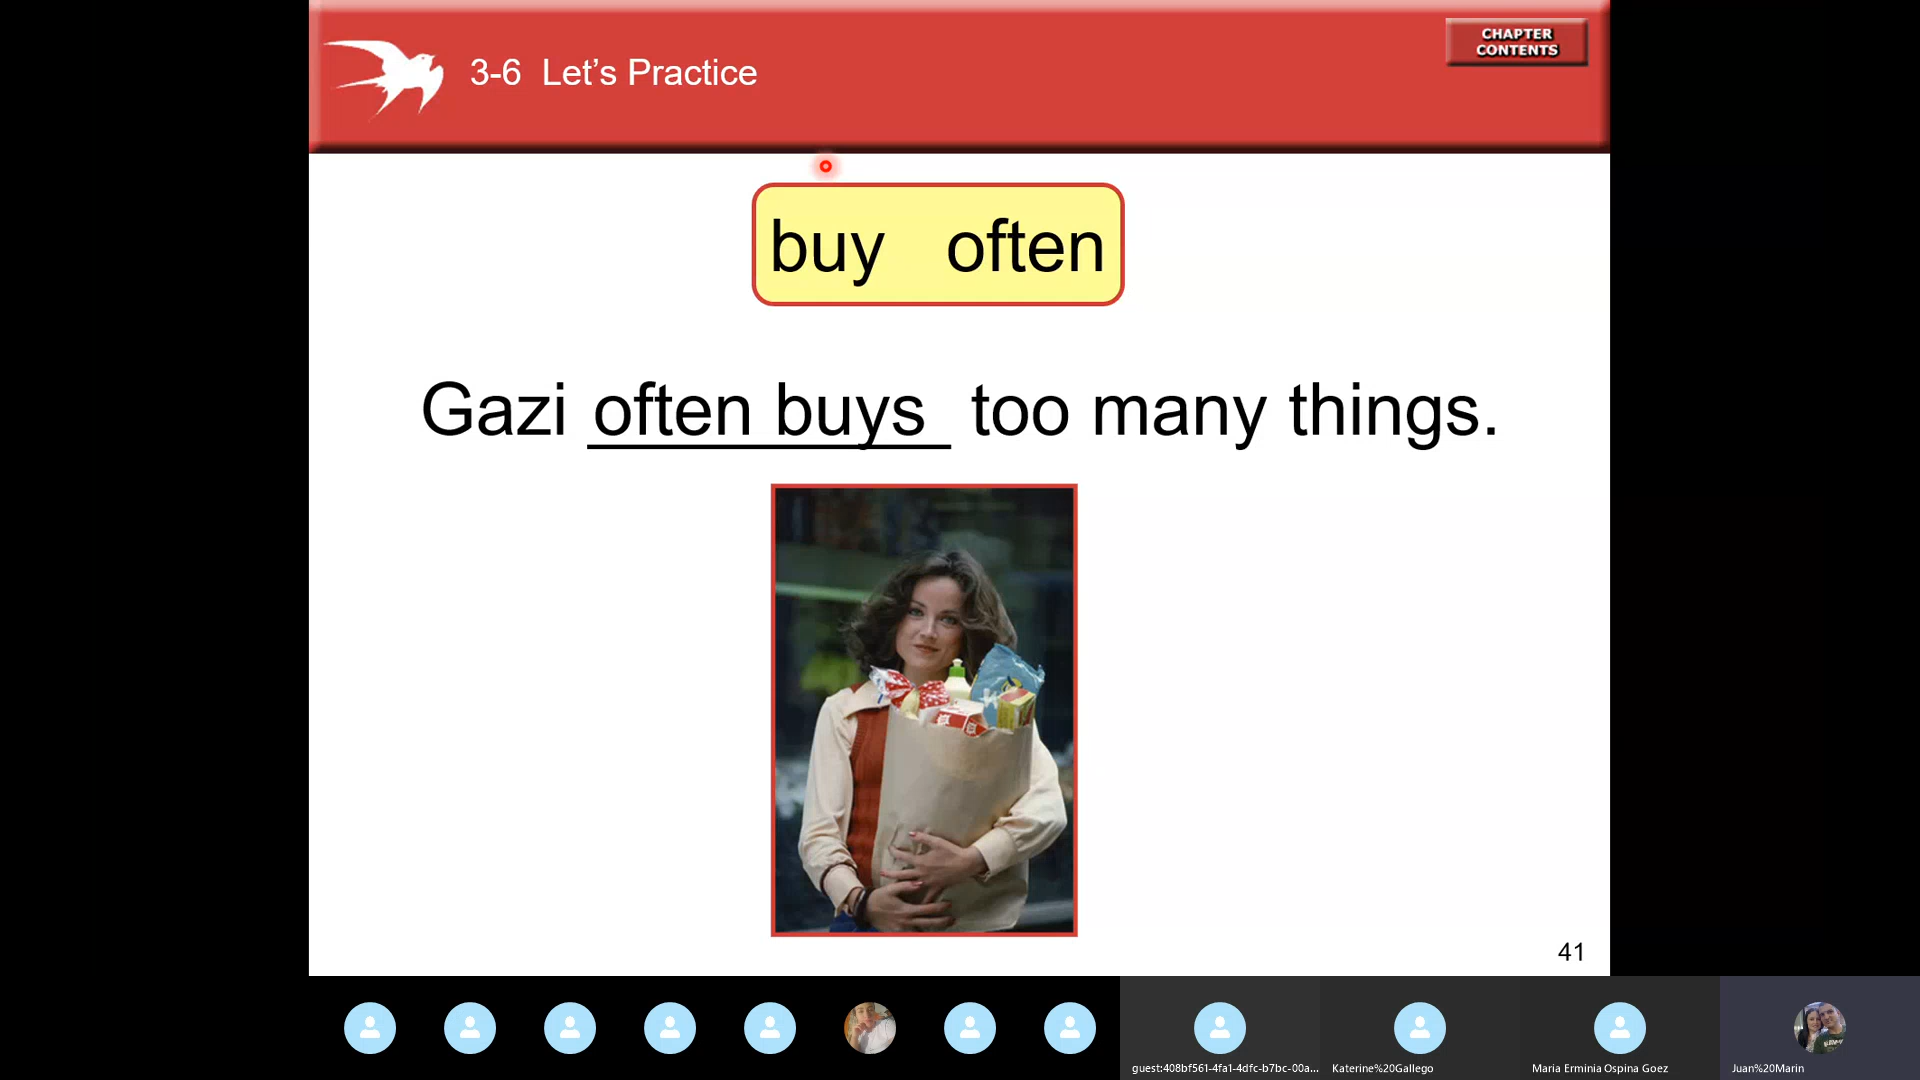 3-6 Let’s Practice
CHAPTER
CONTENTS
buy often
Gazi often buys too many things.
41
guest:408bf561-4fa1-4dfc-b7bc-00a...
Katerine%20Gallego
Maria Erminia Ospina Goez
Juan%20Marin